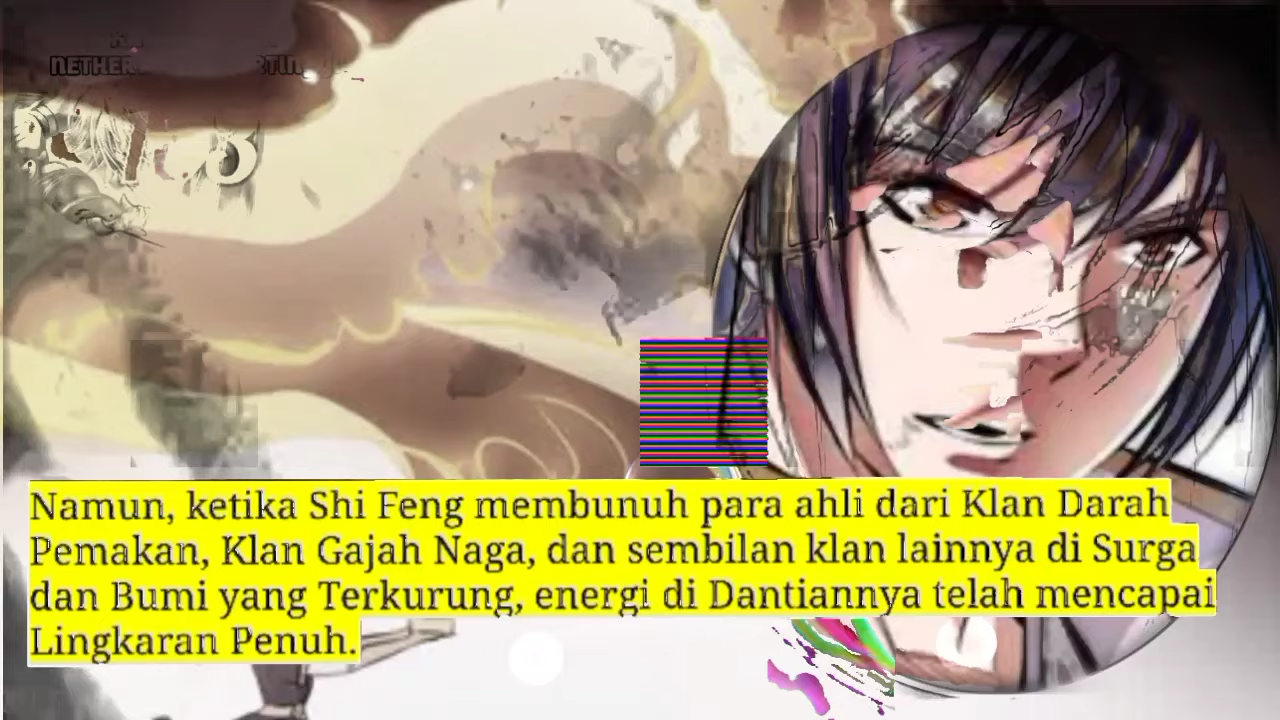 Namun, ketika Shi Feng membunuh para ahli dari Klan Darah
Pemakan, Klan Gajah Naga, dan sembilan klan lainnya di Surga
dan Bumi yang Terkurung, energi di Dantiannya telah mencapai
Lingkaran Penuh.